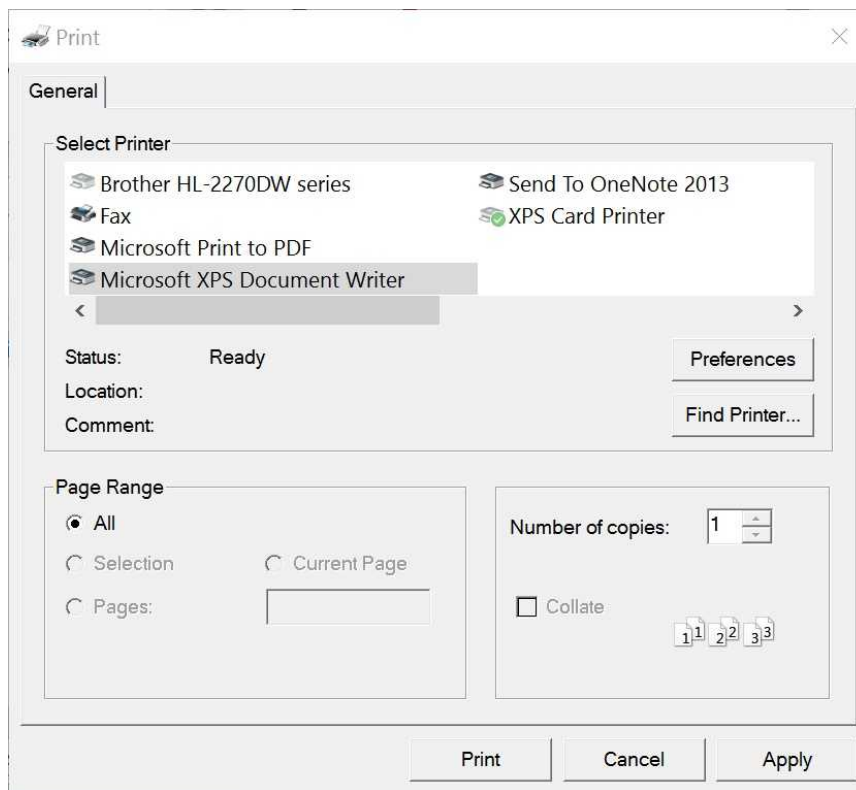 Print
General
Select Printer
Brother HL-2270DW series
Send To OneNote 2013
Fax
XPS Card Printer
Microsoft Print to PDF
Microsoft XPS Document Writer
Status: Ready
Preferences
Location:
Find Printer...
Comment:
Page Range
All
Number of copies: 1
Selection
Current Page
Pages:
Collate
1 1 2 2 3 3
Print
Cancel
Apply